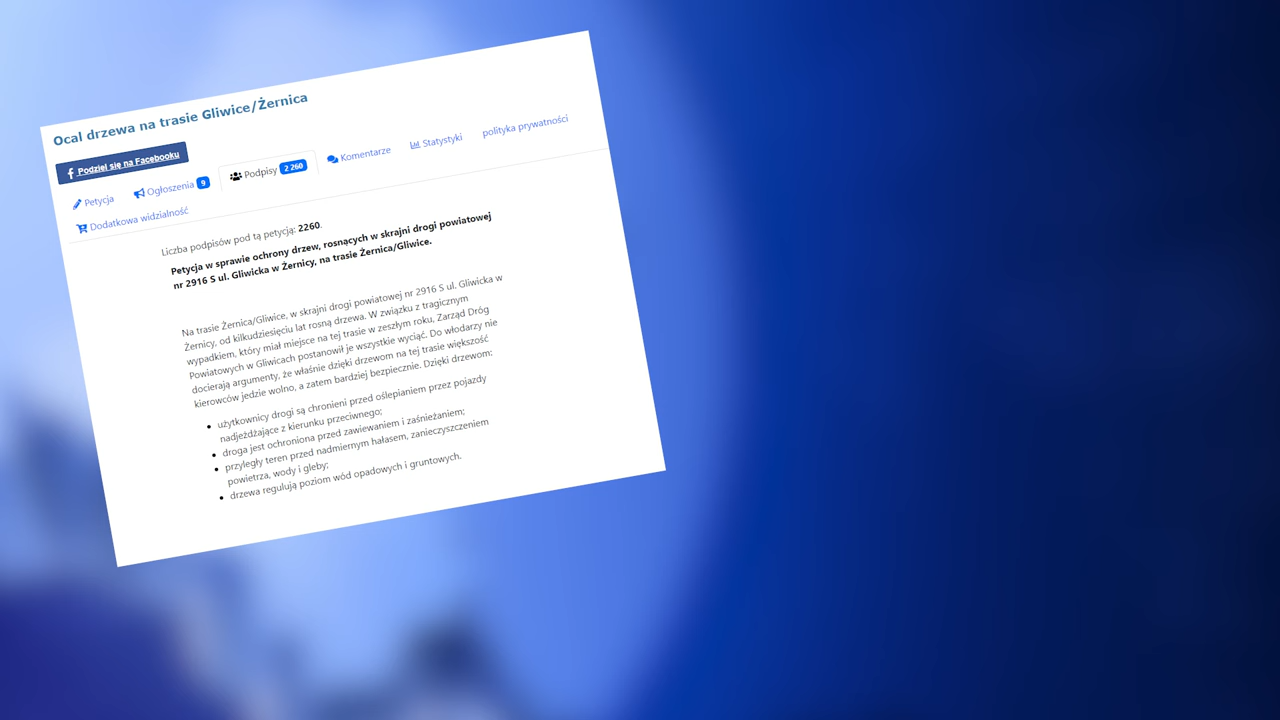 Ocal drzewa na trasie Gliwice/Żernica
Podziel się na Facebooku
Petycja
Ogłoszenia 9
Podpisy 2 260
Komentarze
Statystyki
polityka prywatności
Dodatkowa widzialność
Liczba podpisów pod tą petycją: 2260.
Petycja w sprawie ochrony drzew, rosnących w skrajni drogi powiatowej
nr 2916 S ul. Gliwicka w Żernicy, na trasie Żernica/Gliwice.
Na trasie Żernica/Gliwice, w skrajni drogi powiatowej nr 2916 S ul. Gliwicka w
Żernicy, od kilkudziesięciu lat rosną drzewa. W związku z tragicznym
wypadkiem, który miał miejsce na tej trasie w zeszłym roku, Zarząd Dróg
Powiatowych w Gliwicach postanowił je wszystkie wyciąć. Do włodarzy nie
docierają argumenty, że właśnie dzięki drzewom na tej trasie większość
kierowców jedzie wolno, a zatem bardziej bezpiecznie. Dzięki drzewom:
• użytkownicy drogi są chronieni przed oślepianiem przez pojazdy
nadjeżdżające z kierunku przeciwnego;
• droga jest ochroniona przed zawiewaniem i zaśnieżaniem;
• przyległy teren przed nadmiernym hałasem, zanieczyszczeniem
powietrza, wody i gleby;
• drzewa regulują poziom wód opadowych i gruntowych.